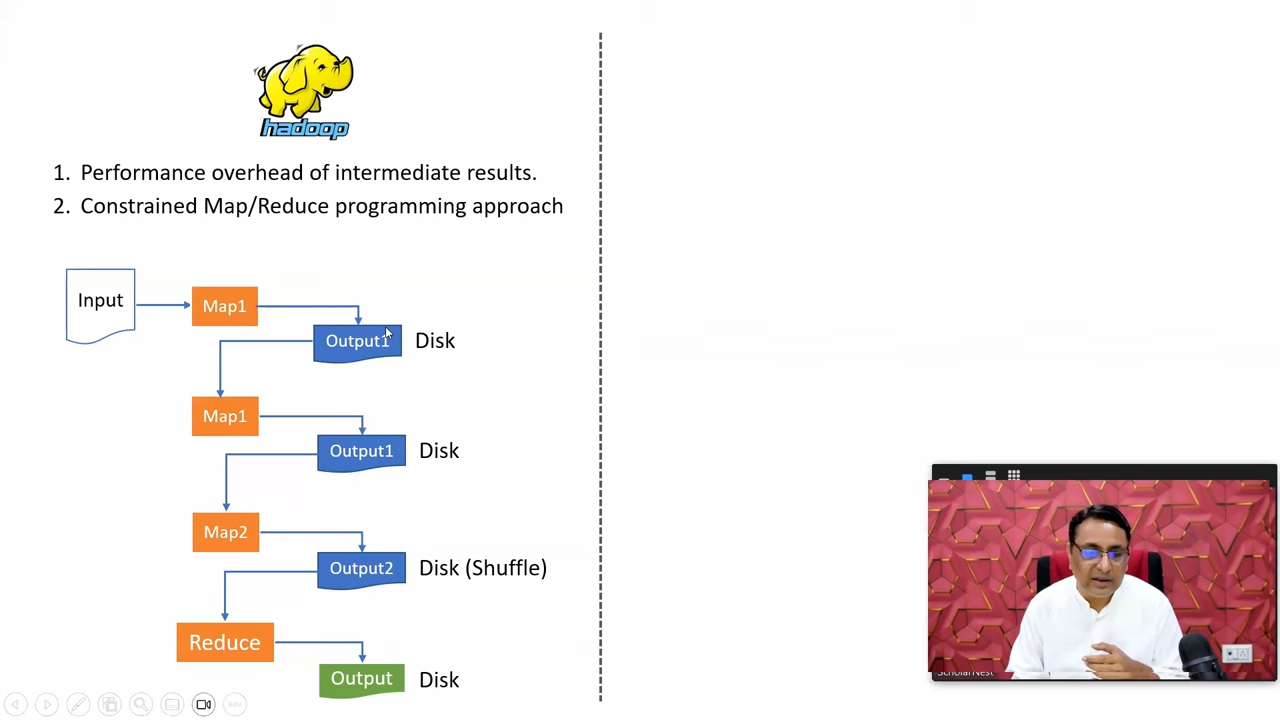 hadoop
1. Performance overhead of intermediate results.
2. Constrained Map/Reduce programming approach
Input
Map1
Output1
Disk
Map1
Output1
Disk
Map2
Output2
Disk (Shuffle)
Reduce
Output
Disk
ScholarNest